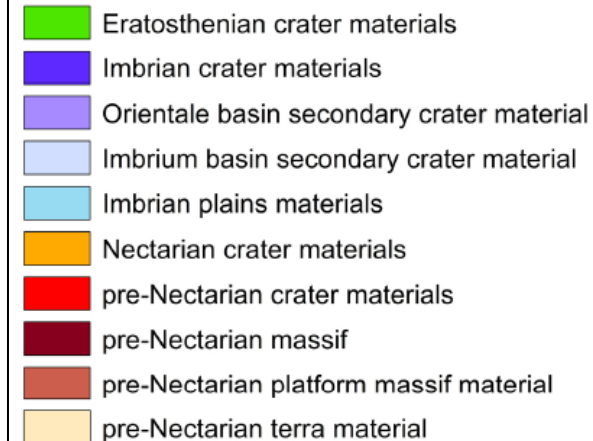 Eratosthenian crater materials
Imbrian crater materials
Orientale basin secondary crater material
Imbrium basin secondary crater material
Imbrian plains materials
Nectarian crater materials
pre-Nectarian crater materials
pre-Nectarian massif
pre-Nectarian platform massif material
pre-Nectarian terra material